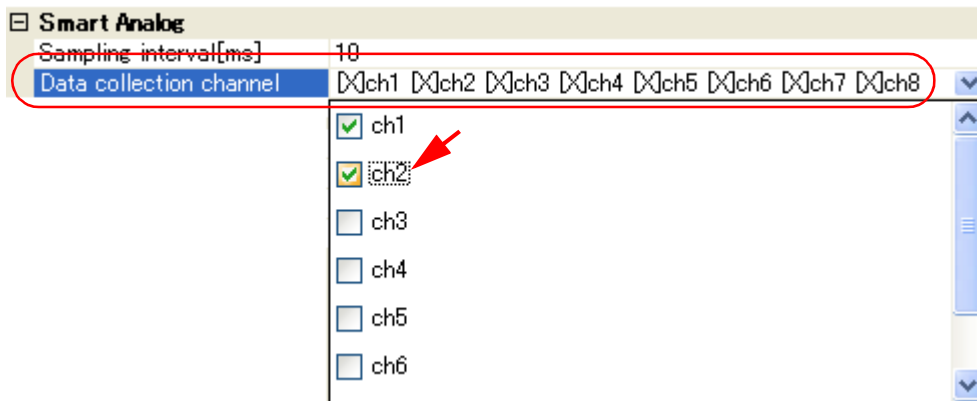 Smart Analog
Sampling interval[ms] 10
Data collection channel [X]ch1 [X]ch2 [X]ch3 [X]ch4 [X]ch5 [X]ch6 [X]ch7 [X]ch8
ch1
ch2
ch3
ch4
ch5
ch6